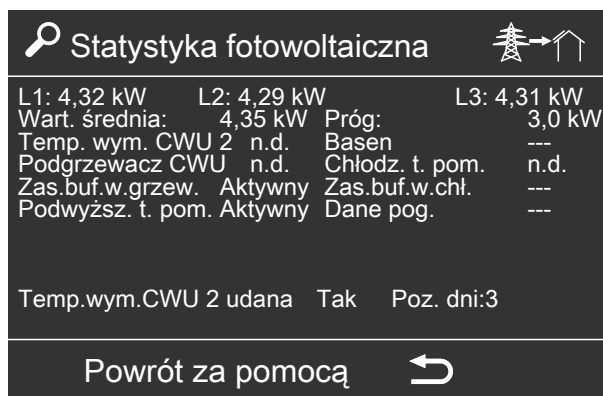 Statystyka fotowoltaiczna
L1: 4,32 kW L2: 4,29 kW L3: 4,31 kW
Wart. średnia: 4,35 kW Próg: 3,0 kW
Temp. wym. CWU 2 n.d. Basen ---
Podgrzewacz CWU n.d. Chłodz. t. pom. n.d.
Zas.buf.w.grzew. Aktywny Zas.buf.w.chł. ---
Podwyższ. t. pom. Aktywny Dane pog. ---
Temp.wym.CWU 2 udana Tak Poz. dni:3
Powrót za pomocą